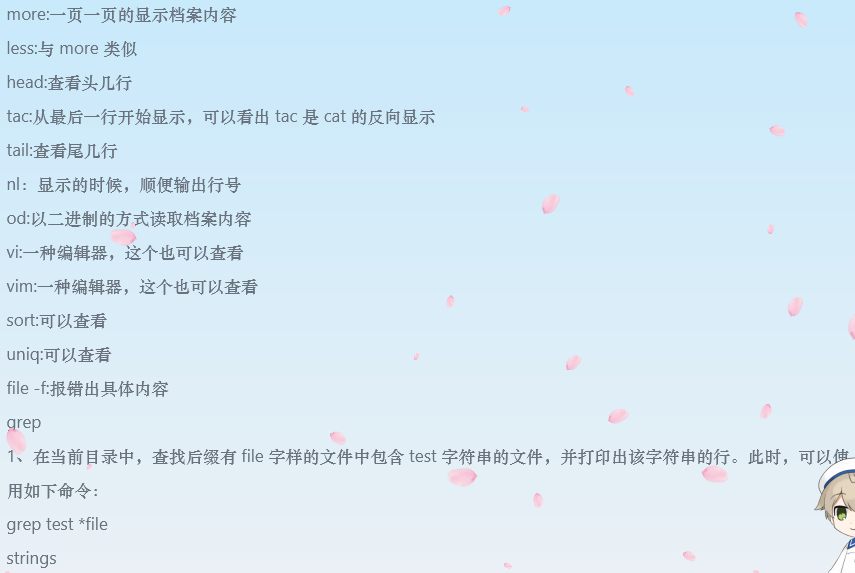 more:一页一页的显示档案内容
less:与 more 类似
head:查看头几行
tac:从最后一行开始显示，可以看出 tac 是 cat 的反向显示
tail:查看尾几行
nl：显示的时候，顺便输出行号
od:以二进制的方式读取档案内容
vi:一种编辑器，这个也可以查看
vim:一种编辑器，这个也可以查看
sort:可以查看
uniq:可以查看
file -f:报错出具体内容
grep
1、在当前目录中，查找后缀有 file 字样的文件中包含 test 字符串的文件，并打印出该字符串的行。此时，可以使
用如下命令：
grep test *file
strings